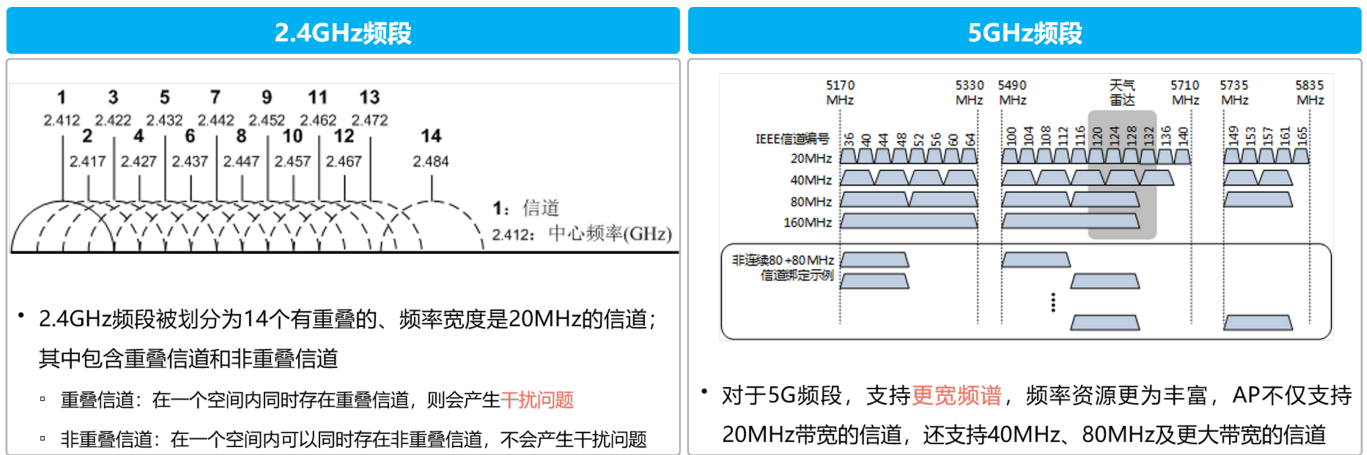 2.4GHz频段
1 3 5 7 9 11 13
2.412 2.422 2.432 2.442 2.452 2.462 2.472
2 4 6 8 10 12 14
2.417 2.427 2.437 2.447 2.457 2.467 2.484
1：信道
2.412：中心频率(GHz)
• 2.4GHz频段被划分为14个有重叠的、频率宽度是20MHz的信道；
其中包含重叠信道和非重叠信道
▫ 重叠信道：在一个空间内同时存在重叠信道，则会产生干扰问题
▫ 非重叠信道：在一个空间内可以同时存在非重叠信道，不会产生干扰问题
5GHz频段
5170 5330 5490 天气 5710 5735 5835
MHz MHz MHz 雷达 MHz MHz MHz
IEEE信道编号 36 40 44 48 52 56 60 64 100 104 108 112 116 120 124 128 132 136 140 149 153 157 161 165
20MHz
40MHz
80MHz
160MHz
非连续80+80MHz
信道绑定示例
• 对于5G频段，支持更宽频谱，频率资源更为丰富，AP不仅支持
20MHz带宽的信道，还支持40MHz、80MHz及更大带宽的信道